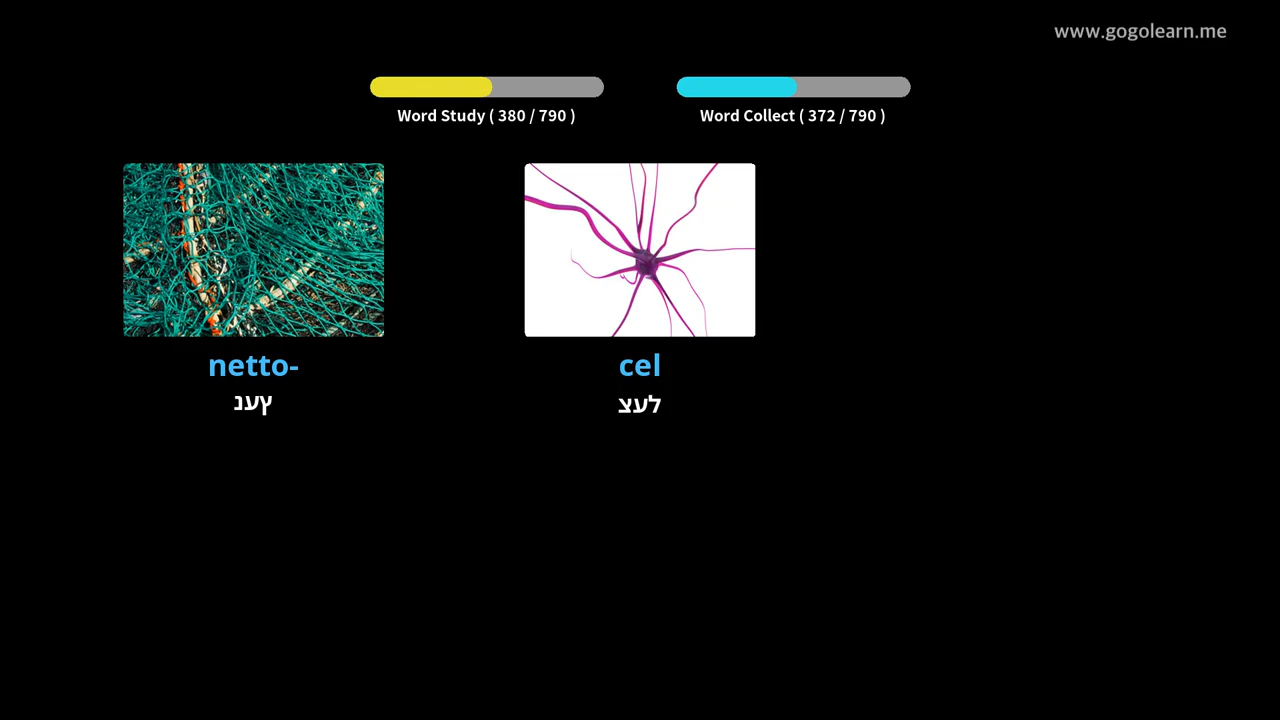 www.gogolearn.me
Word Study ( 380 / 790 )
Word Collect ( 372 / 790 )
netto-
ץענ
cel
לעצ